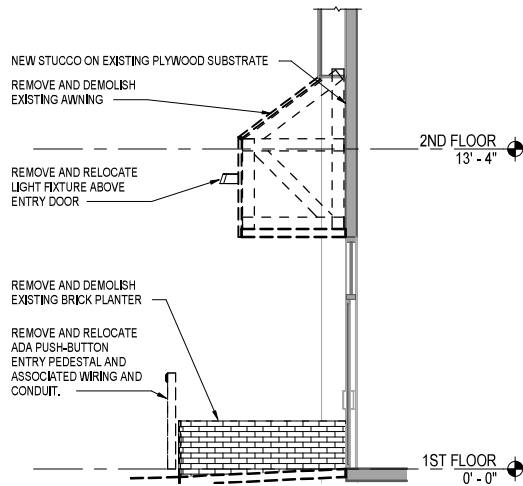 NEW STUCCO ON EXISTING PLYWOOD SUBSTRATE
REMOVE AND DEMOLISH
EXISTING AWNING
2ND FLOOR
13' - 4"
REMOVE AND RELOCATE
LIGHT FIXTURE ABOVE
ENTRY DOOR
REMOVE AND DEMOLISH
EXISTING BRICK PLANTER
REMOVE AND RELOCATE
ADA PUSH-BUTTON
ENTRY PEDESTAL AND
ASSOCIATED WIRING AND
CONDUIT.
1ST FLOOR
0' - 0"